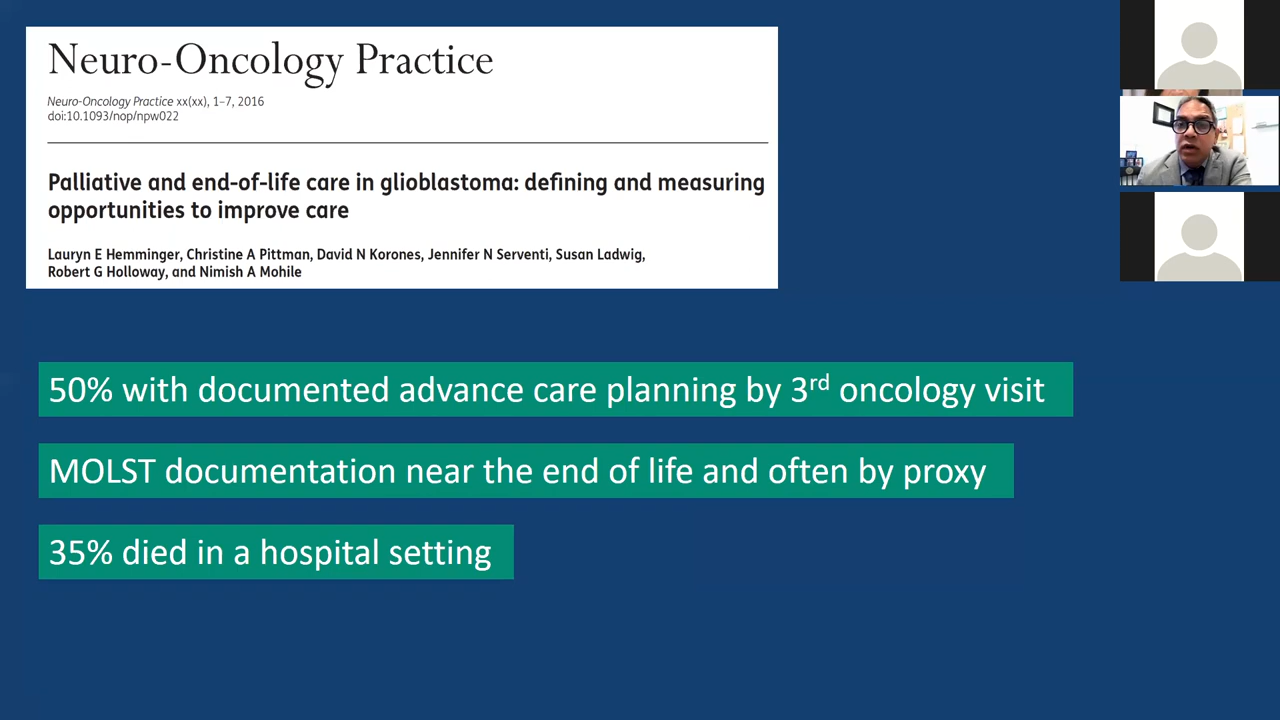 Neuro-Oncology Practice
Neuro-Oncology Practice xx(xx), 1–7, 2016
doi:10.1093/nop/npw022
Palliative and end-of-life care in glioblastoma: defining and measuring
opportunities to improve care
Lauryn E Hemminger, Christine A Pittman, David N Korones, Jennifer N Serventi, Susan Ladwig,
Robert G Holloway, and Nimish A Mohile
50% with documented advance care planning by 3rd oncology visit
MOLST documentation near the end of life and often by proxy
35% died in a hospital setting